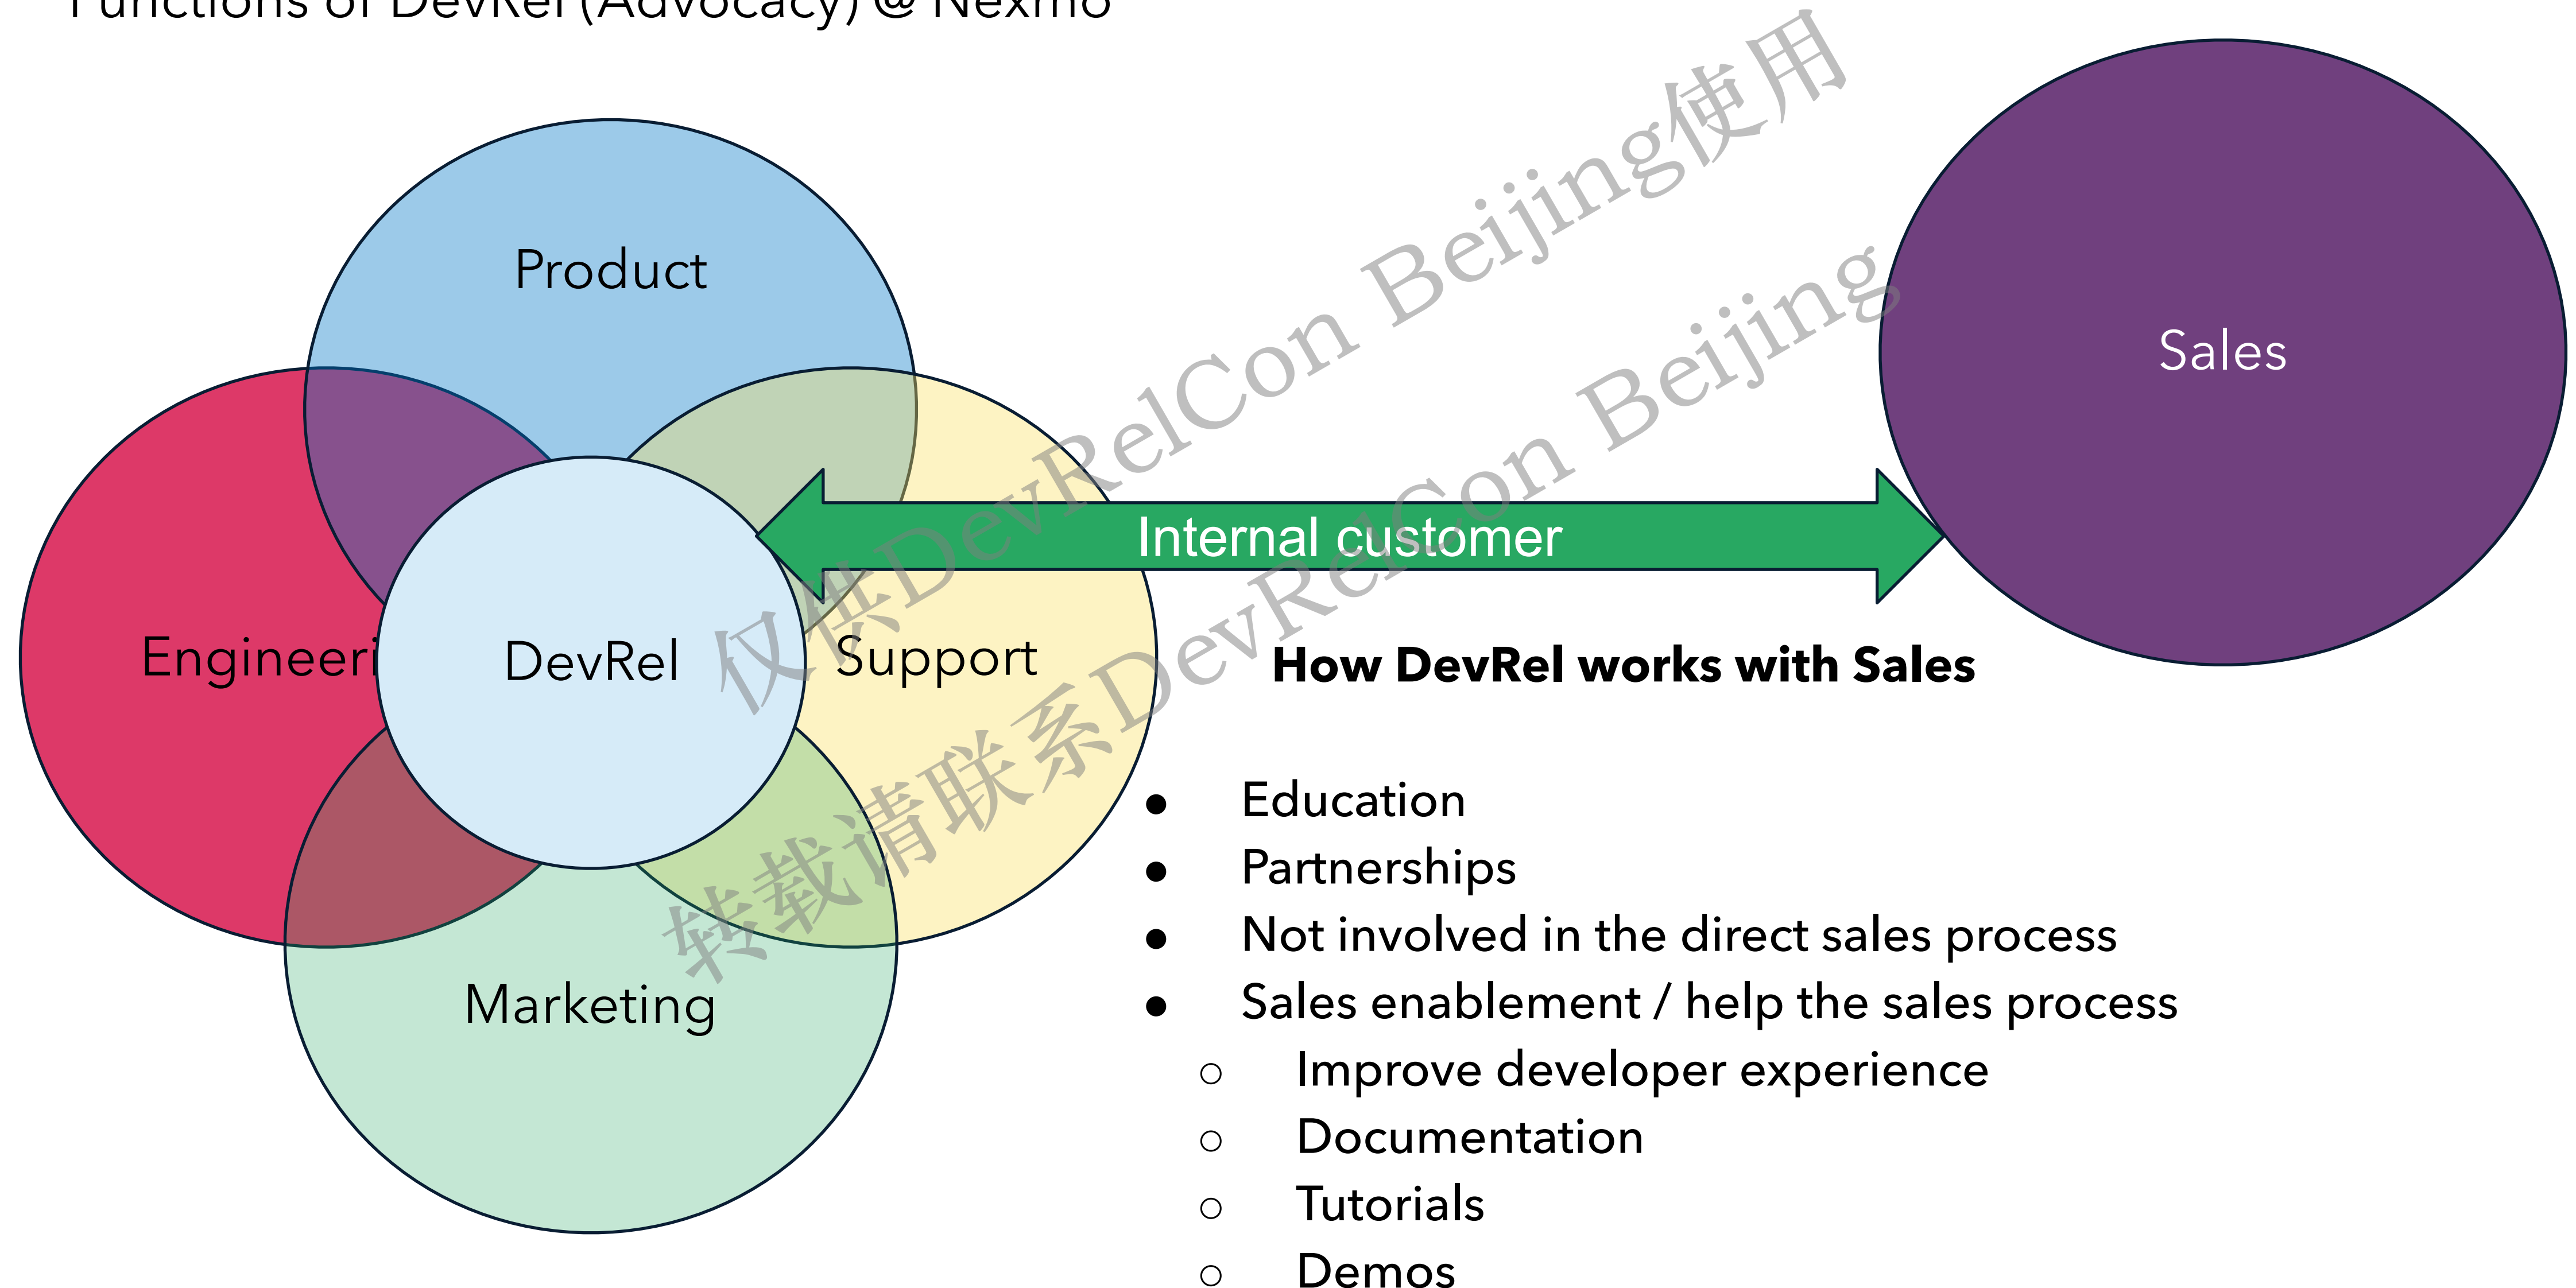 Functions of DevRel (Advocacy) @ Nexmo
Product
Sales
Internal customer
Engineeri
DevRel
Support
Marketing
How DevRel works with Sales
● Education
● Partnerships
● Not involved in the direct sales process
● Sales enablement / help the sales process
○ Improve developer experience
○ Documentation
○ Tutorials
○ Demos
仅供DevRelCon Beijing使用
转载请联系DevRelCon Beijing